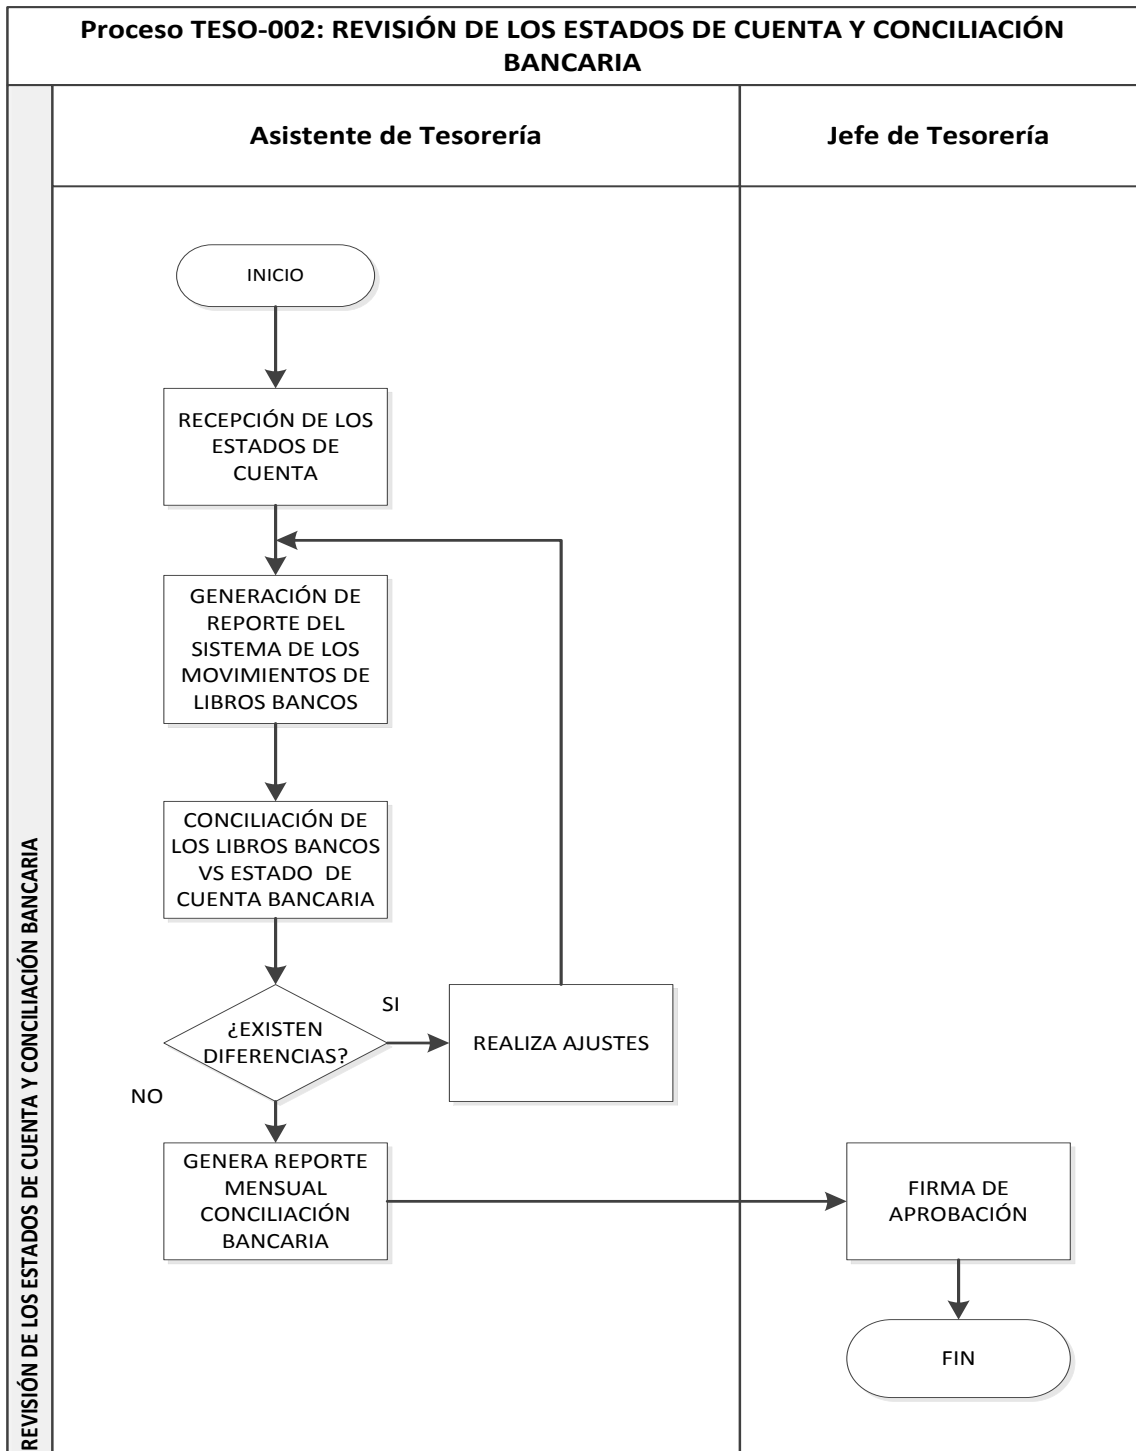 Proceso TESO-002: REVISIÓN DE LOS ESTADOS DE CUENTA Y CONCILIACIÓN
BANCARIA
Asistente de Tesorería
Jefe de Tesorería
REVISIÓN DE LOS ESTADOS DE CUENTA Y CONCILIACIÓN BANCARIA
INICIO
RECEPCIÓN DE LOS
ESTADOS DE
CUENTA
GENERACIÓN DE
REPORTE DEL
SISTEMA DE LOS
MOVIMIENTOS DE
LIBROS BANCOS
CONCILIACIÓN DE
LOS LIBROS BANCOS
VS ESTADO DE
CUENTA BANCARIA
¿EXISTEN
DIFERENCIAS?
SI
REALIZA AJUSTES
NO
GENERA REPORTE
MENSUAL
CONCILIACIÓN
BANCARIA
FIRMA DE
APROBACIÓN
FIN